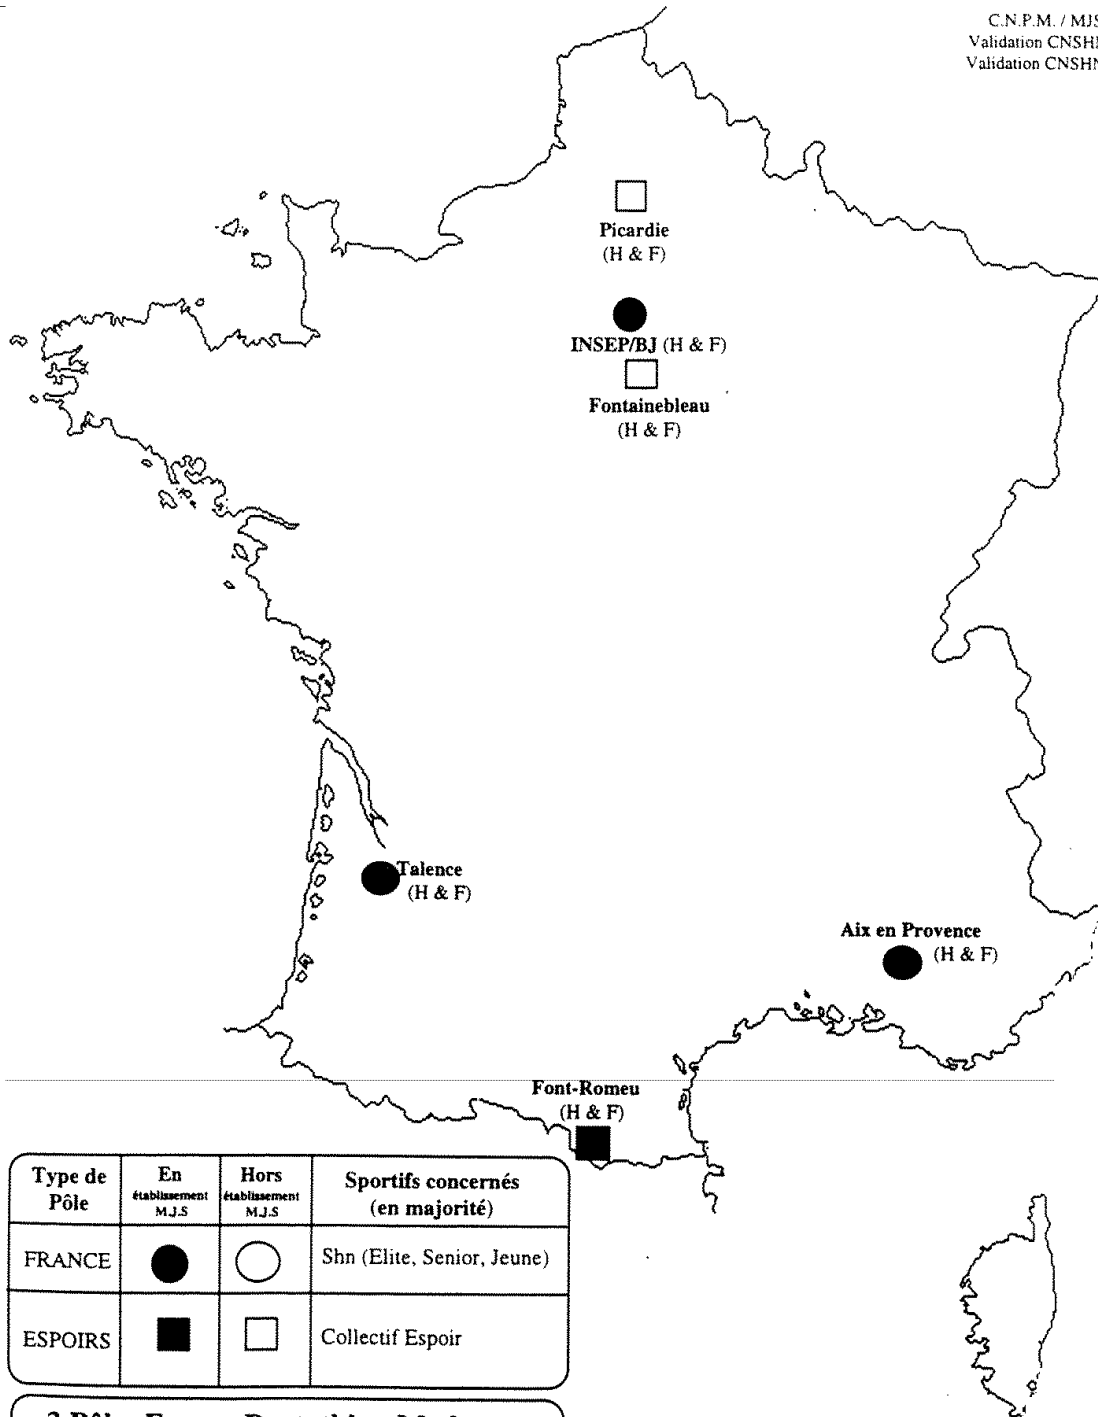 C.N.P.M. / MJS
Validation CNSH
Validation CNSHN
Picardie
(H & F)
INSEP/BJ (H & F)
Fontainebleau
(H & F)
Talence
(H & F)
Aix en Provence
(H & F)
Font-Romeu
(H & F)
Type de Pôle
En établissement M.J.S
Hors établissement M.J.S
Sportifs concernés (en majorité)
FRANCE
Shn (Elite, Senior, Jeune)
ESPOIRS
Collectif Espoir